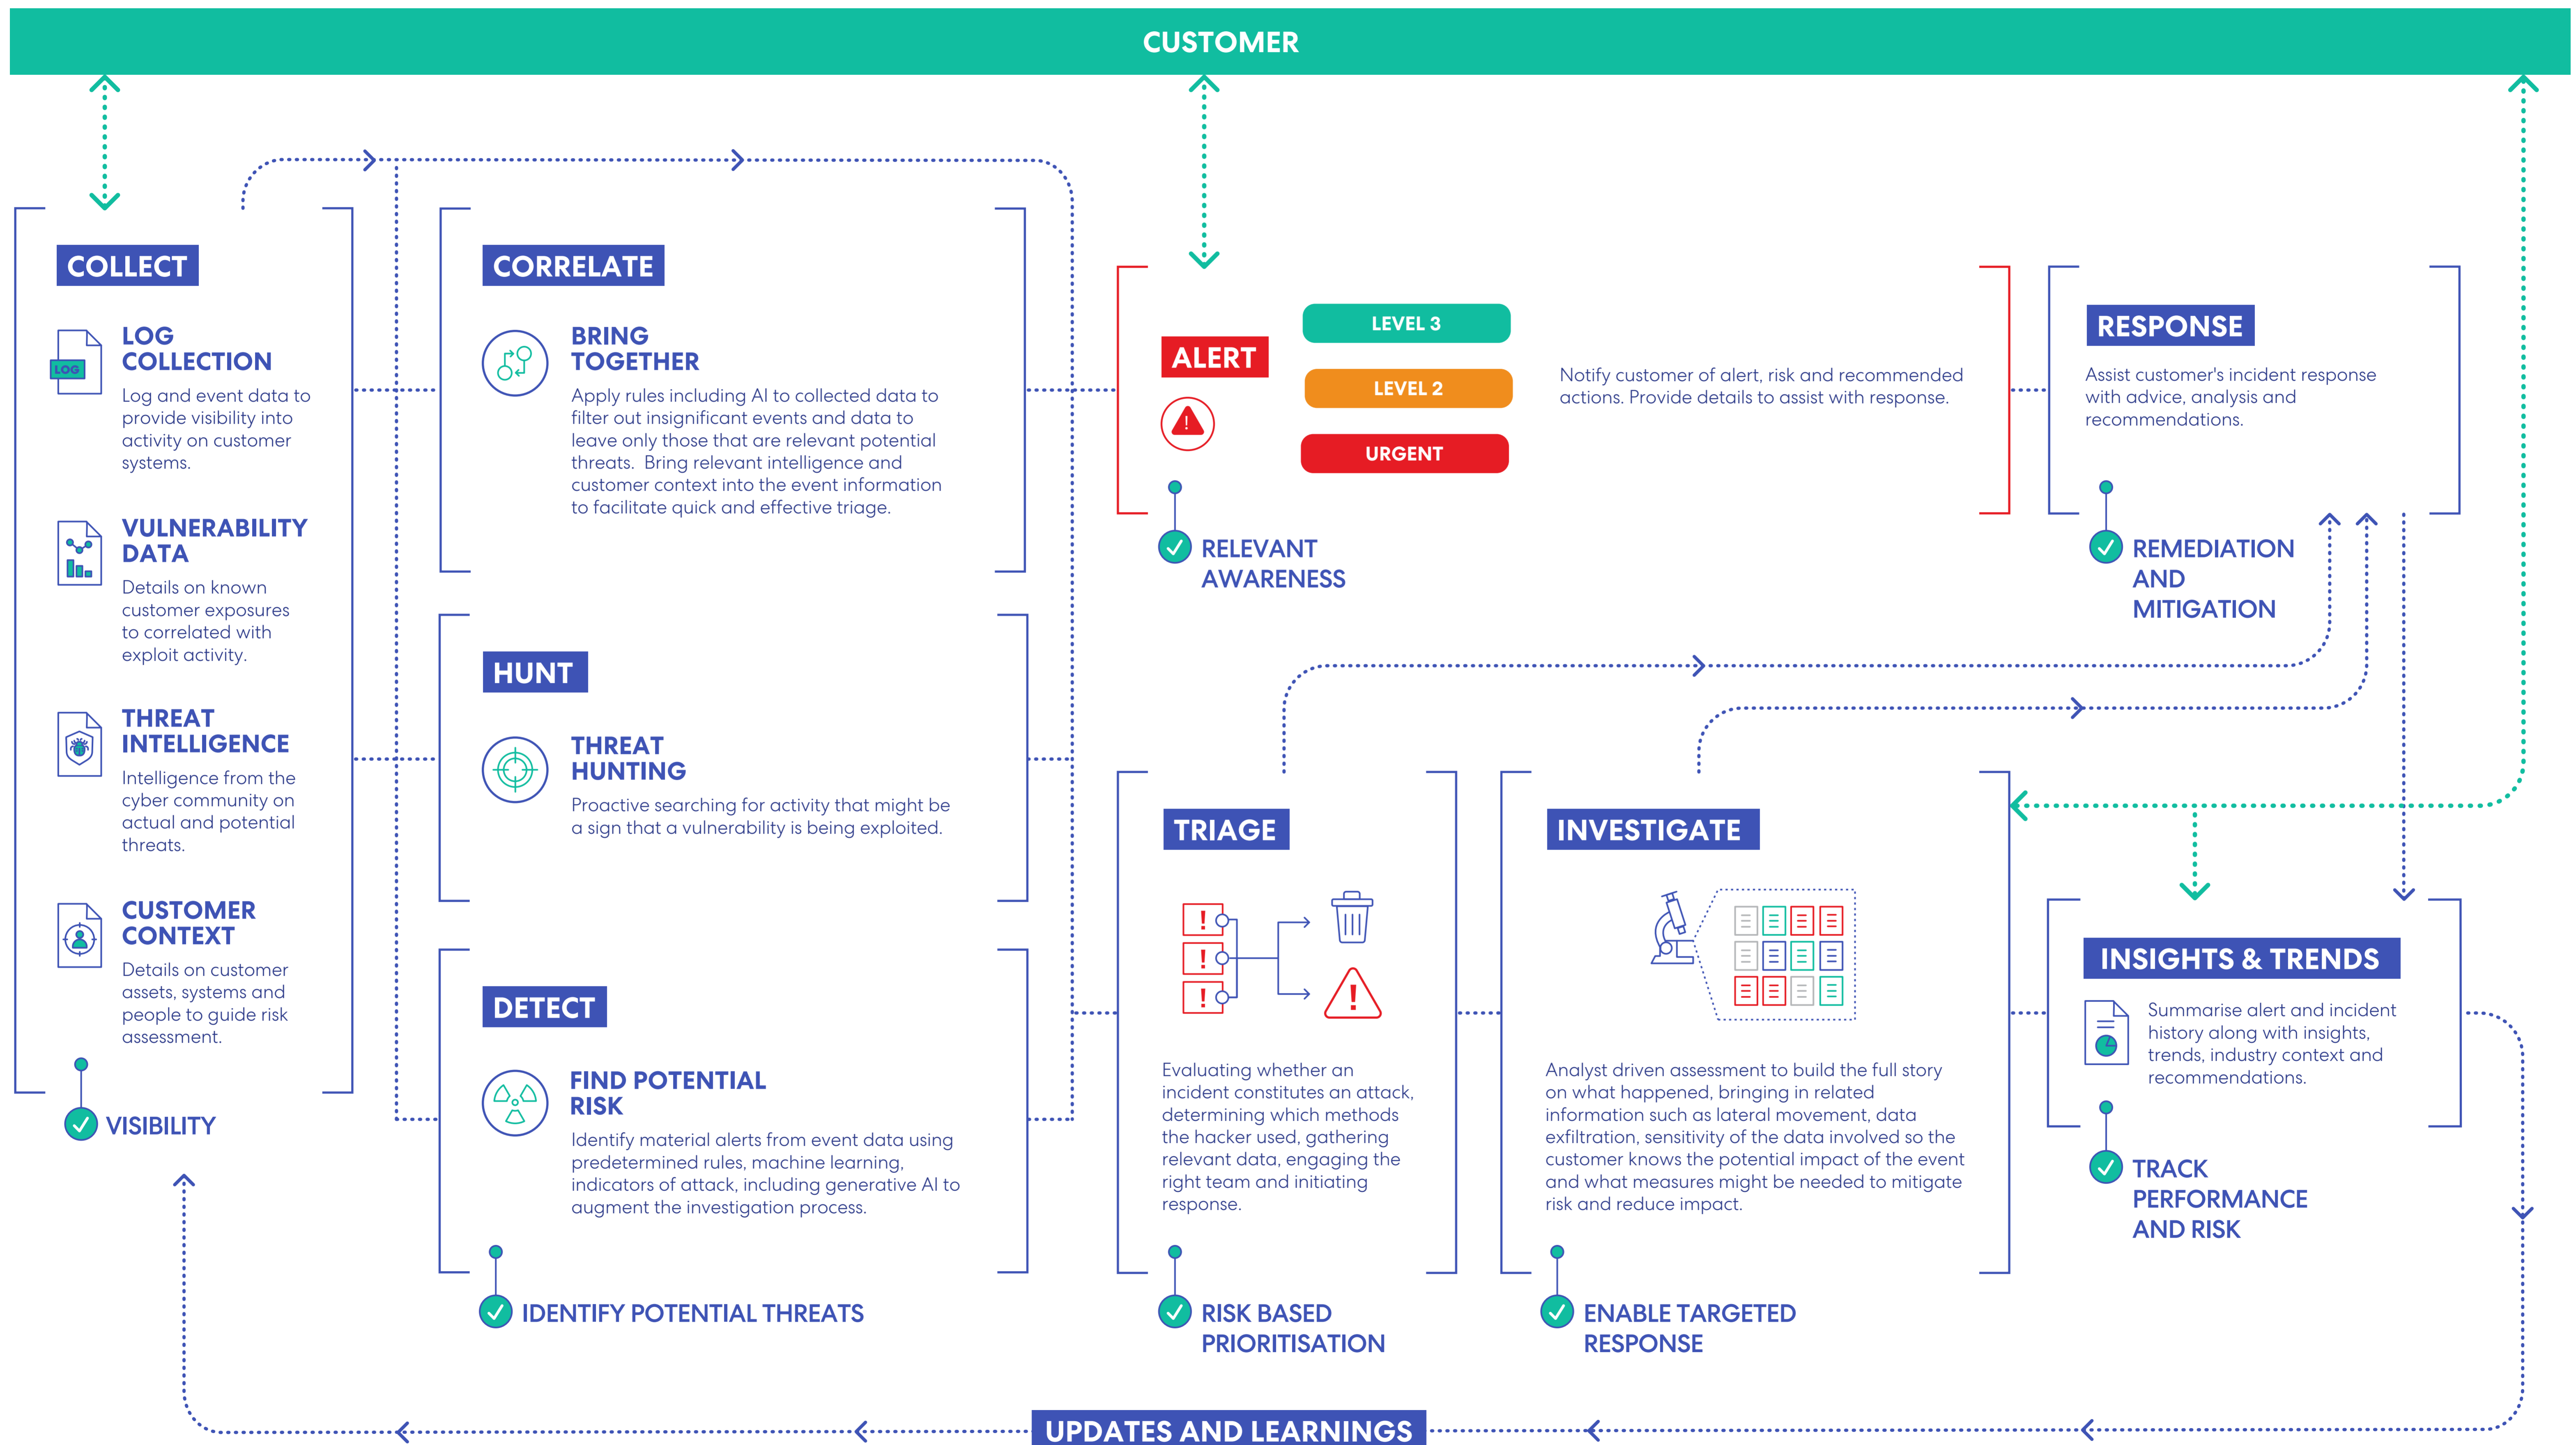 CUSTOMER
COLLECT
LOG
LOG
COLLECTION
Log and event data to
provide visibility into
activity on customer
systems.
VULNERABILITY
DATA
Details on known
customer exposures
to correlated with
exploit activity.
THREAT
INTELLIGENCE
Intelligence from the
cyber community on
actual and potential
threats.
CUSTOMER
CONTEXT
Details on customer
assets, systems and
people to guide risk
assessment.
VISIBILITY
CORRELATE
BRING
TOGETHER
Apply rules including AI to collected data to
filter out insignificant events and data to
leave only those that are relevant potential
threats. Bring relevant intelligence and
customer context into the event information
to facilitate quick and effective triage.
HUNT
THREAT
HUNTING
Proactive searching for activity that might be
a sign that a vulnerability is being exploited.
DETECT
FIND POTENTIAL
RISK
Identify material alerts from event data using
predetermined rules, machine learning,
indicators of attack, including generative AI to
augment the investigation process.
IDENTIFY POTENTIAL THREATS
ALERT
!
LEVEL 3
LEVEL 2
URGENT
Notify customer of alert, risk and recommended
actions. Provide details to assist with response.
RELEVANT
AWARENESS
RESPONSE
Assist customer's incident response
with advice, analysis and
recommendations.
REMEDIATION
AND
MITIGATION
TRIAGE
!
!
!
!
Evaluating whether an
incident constitutes an attack,
determining which methods
the hacker used, gathering
relevant data, engaging the
right team and initiating
response.
RISK BASED
PRIORITISATION
INVESTIGATE
Analyst driven assessment to build the full story
on what happened, bringing in related
information such as lateral movement, data
exfiltration, sensitivity of the data involved so the
customer knows the potential impact of the event
and what measures might be needed to mitigate
risk and reduce impact.
ENABLE TARGETED
RESPONSE
INSIGHTS & TRENDS
Summarise alert and incident
history along with insights,
trends, industry context and
recommendations.
TRACK
PERFORMANCE
AND RISK
UPDATES AND LEARNINGS